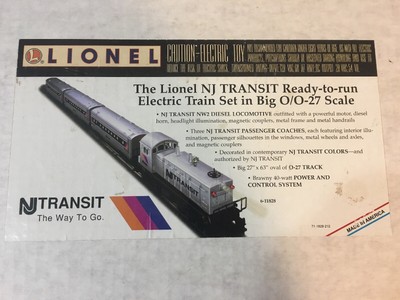 L LIONEL
CAUTION-ELECTRIC TOY
The Lionel NJ TRANSIT Ready-to-run
Electric Train Set in Big O/O-27 Scale
• NJ TRANSIT NW2 DIESEL LOCOMOTIVE outfitted with a powerful motor, diesel
horn, headlight illumination, magnetic couplers, metal frame and metal handrails
• Three NJ TRANSIT PASSENGER COACHES, each featuring interior illu-
mination, passenger silhouettes in the windows, metal wheels and axles,
and magnetic couplers
• Decorated in contemporary NJ TRANSIT COLORS—and
authorized by NJ TRANSIT
• Big 27" x 63" oval of O-27 TRACK
• Brawny 40-watt POWER AND
CONTROL SYSTEM
6-11828
NJ TRANSIT
NJ TRANSIT
The Way To Go.
MADE IN AMERICA